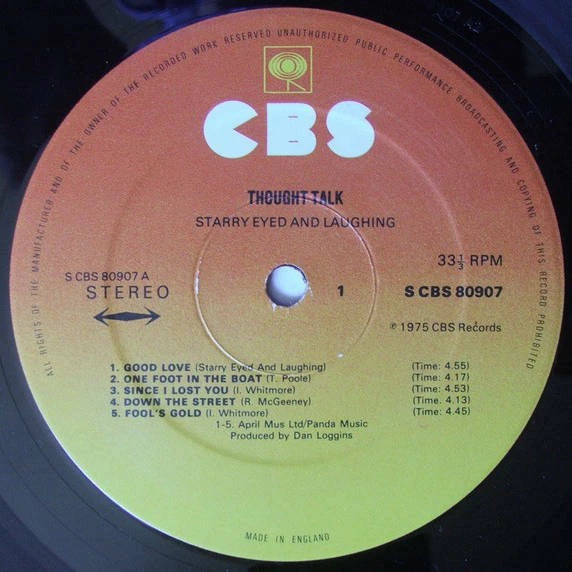 ALL RIGHTS OF THE MANUFACTURER AND OF THE OWNER OF THE RECORDED WORK RESERVED UNAUTHORIZED PUBLIC PERFORMANCE BROADCASTING AND COPYING OF THIS RECORD PROHIBITED
CBS
THOUGHT TALK
STARRY EYED AND LAUGHING
33⅓ RPM
S CBS 80907 A
STEREO
1
S CBS 80907
℗ 1975 CBS Records
1. GOOD LOVE (Starry Eyed And Laughing) (Time: 4.55)
2. ONE FOOT IN THE BOAT (T. Poole) (Time: 4.17)
3. SINCE I LOST YOU (I. Whitmore) (Time: 4.53)
4. DOWN THE STREET (R. McGeeney) (Time: 4.13)
5. FOOL'S GOLD (I. Whitmore) (Time: 4.45)
1-5. April Mus Ltd/Panda Music
Produced by Dan Loggins
MADE IN ENGLAND